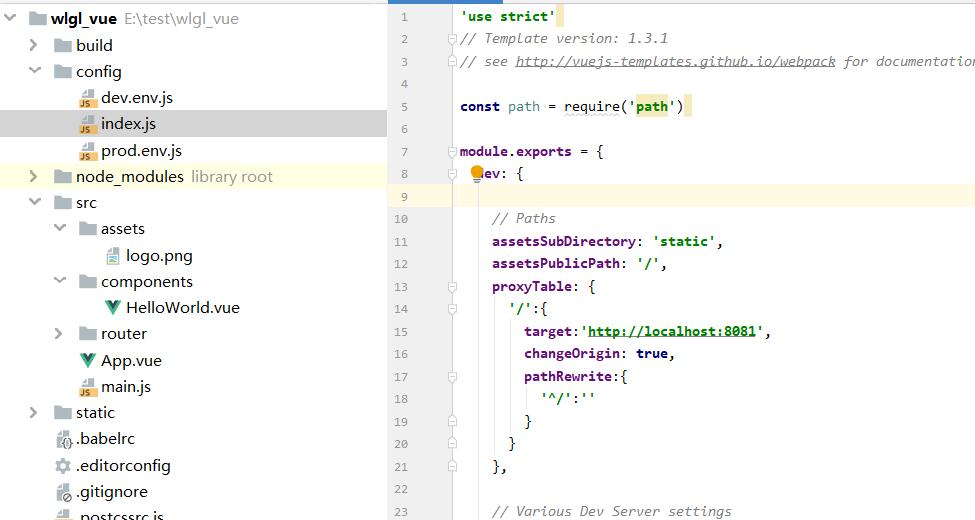 wlgl_vue E:\test\wlgl_vue
build
config
dev.env.js
index.js
prod.env.js
node_modules library root
src
assets
logo.png
components
HelloWorld.vue
router
App.vue
main.js
static
.babelrc
.editorconfig
.gitignore
.postcssrc.js
1 'use strict'
2 // Template version: 1.3.1
3 // see http://vuejs-templates.github.io/webpack for documentation
4
5 const path = require('path')
6
7 module.exports = {
8 dev: {
9
10 // Paths
11 assetsSubDirectory: 'static',
12 assetsPublicPath: '/',
13 proxyTable: {
14 '/':{
15 target:'http://localhost:8081',
16 changeOrigin: true,
17 pathRewrite:{
18 '^/':''
19 }
20 }
21 },
22
23 // Various Dev Server settings